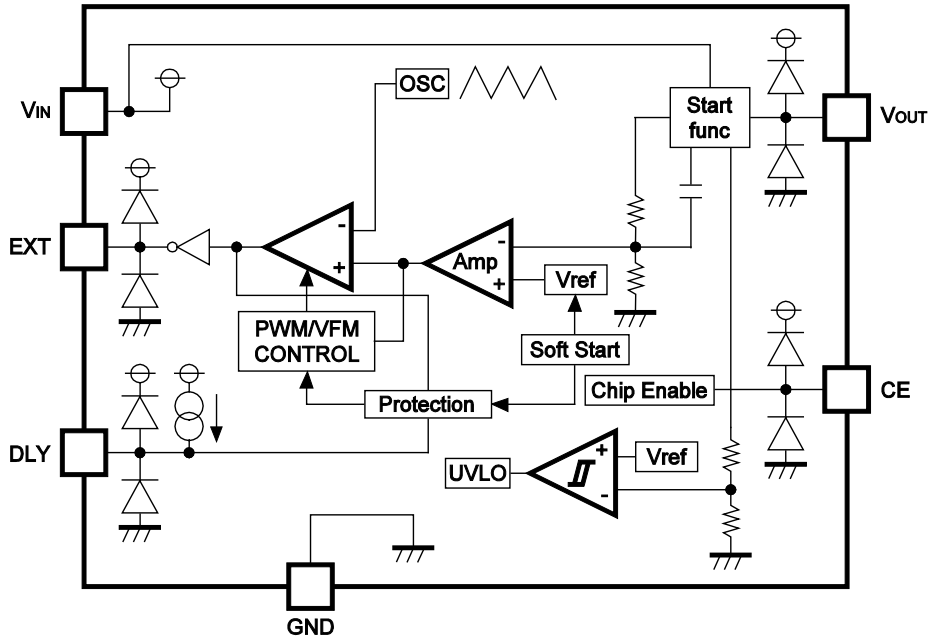 OSC
VIN
Start
func
VOUT
EXT
-
+
Amp
-
+
Vref
PWM/VFM
CONTROL
Soft Start
Chip Enable
CE
Protection
DLY
UVLO
+
-
Vref
GND